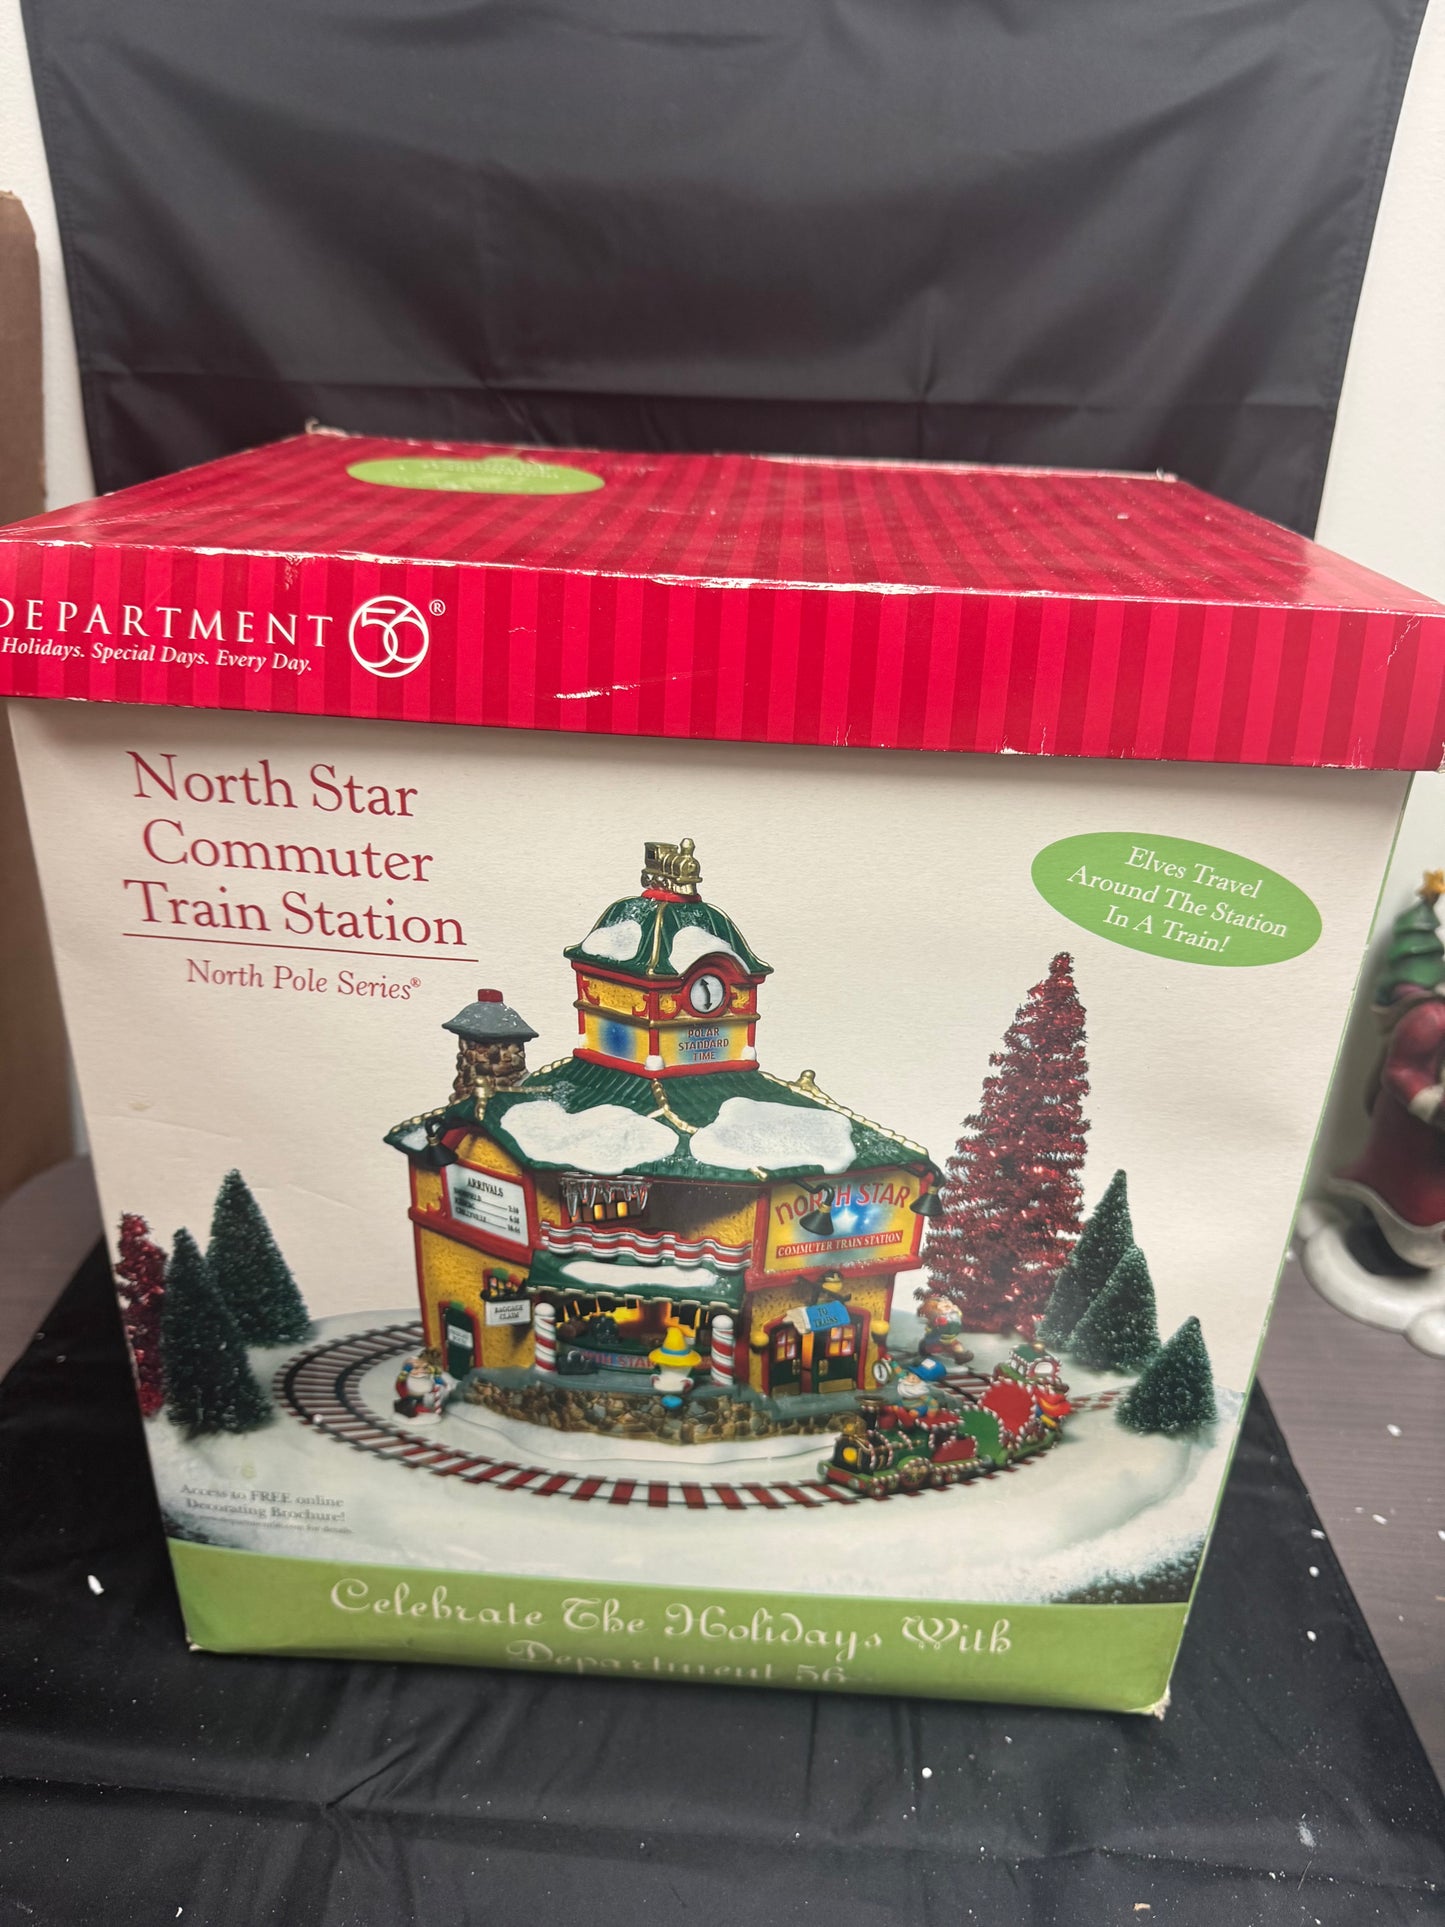 DEPARTMENT 56®
Holidays. Special Days. Every Day.
North Star
Commuter
Train Station
North Pole Series®
Elves Travel
Around The Station
In A Train!
POLAR
STANDARD
TIME
ARRIVALS
NORTH STAR
COMMUTER TRAIN STATION
BAGGAGE
CLAIM
TO
TRAINS
Access to FREE online
Decorating Brochure!
Celebrate The Holidays With
Department 56